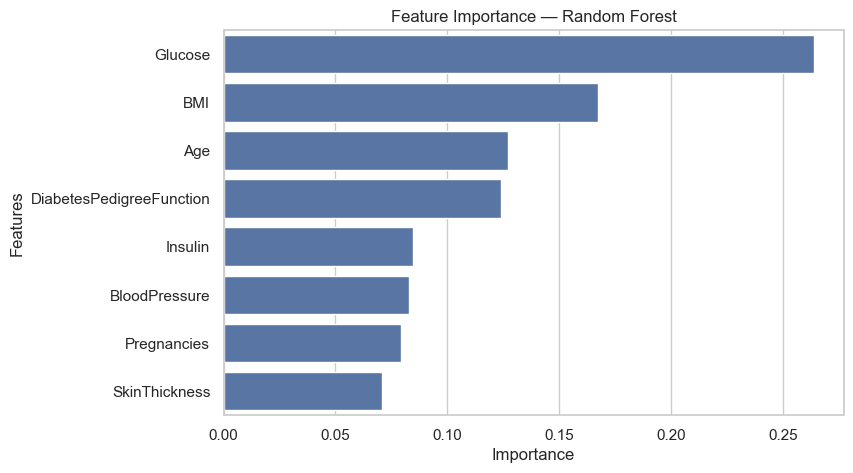 Feature Importance — Random Forest
Features
Glucose
BMI
Age
DiabetesPedigreeFunction
Insulin
BloodPressure
Pregnancies
SkinThickness
0.00 0.05 0.10 0.15 0.20 0.25
Importance